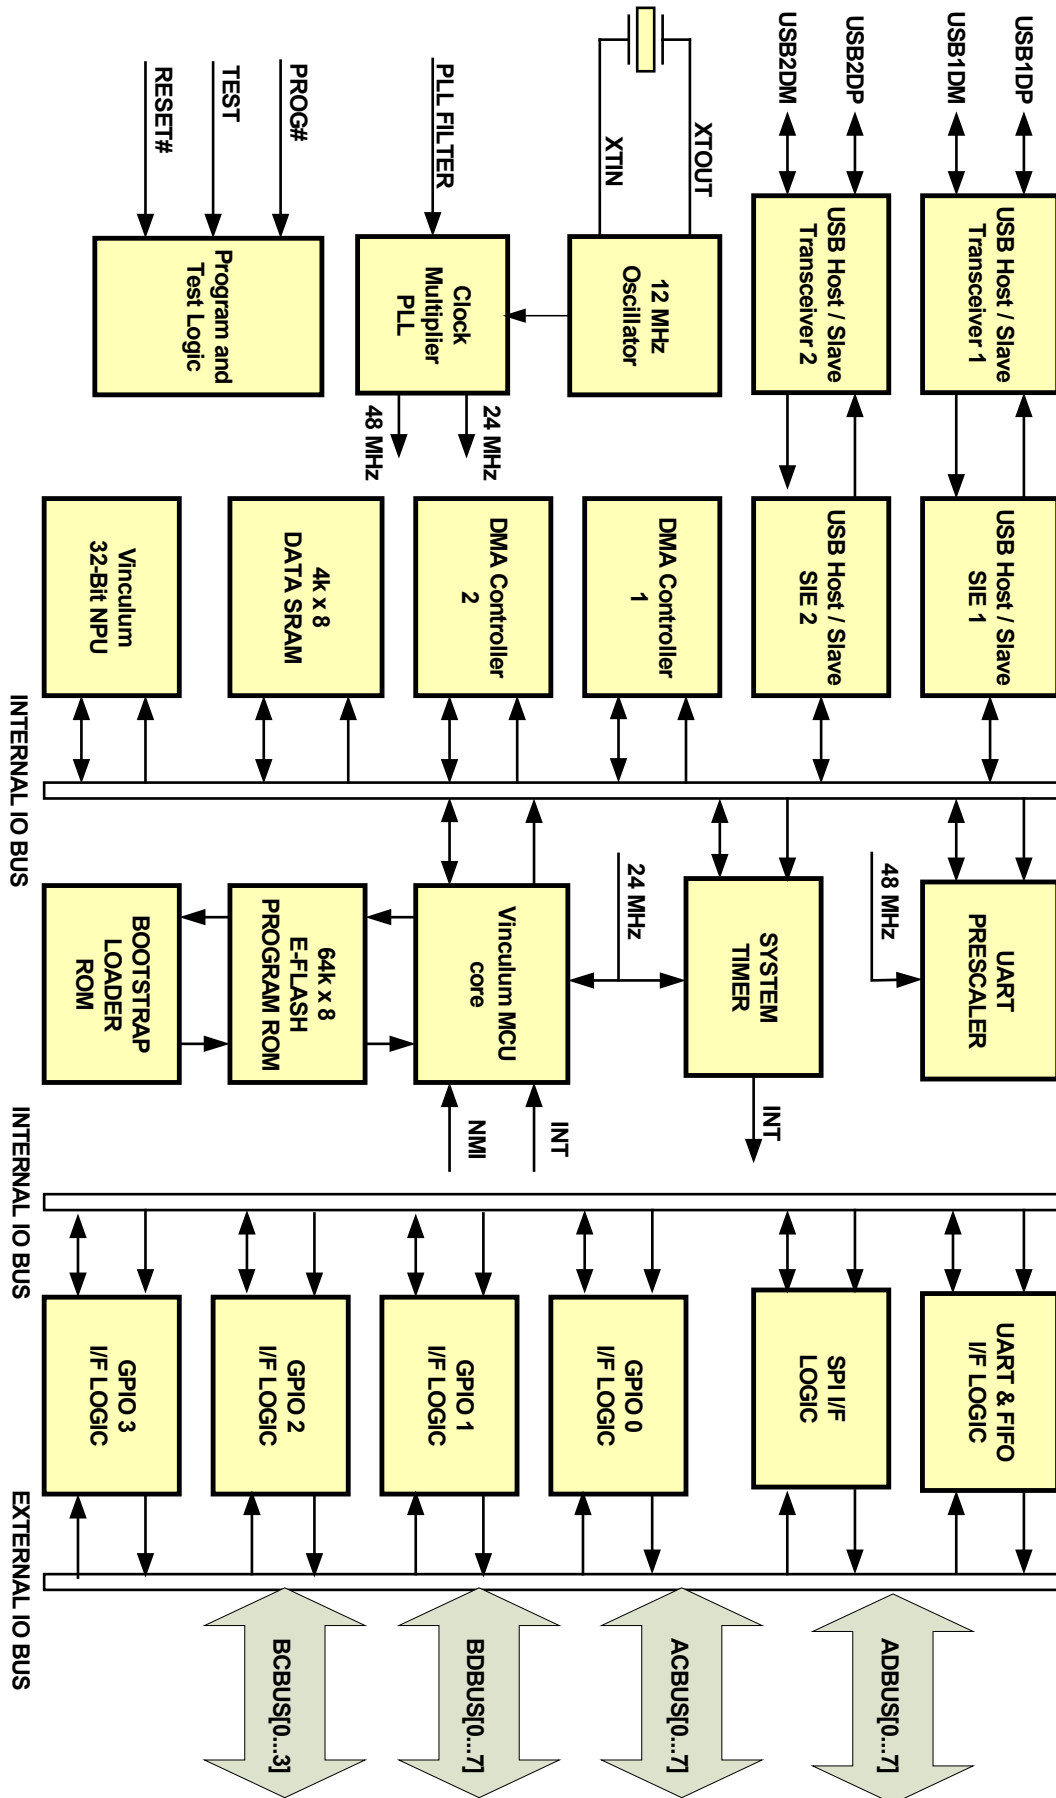 USB1DP
USB1DM
USB2DP
USB2DM
XTOUT
XTIN
PLL FILTER
PROG#
TEST
RESET#
USB Host / Slave
Transceiver 1
USB Host / Slave
Transceiver 2
12 MHz
Oscillator
Clock
Multiplier
PLL
24 MHz
48 MHz
Program and
Test Logic
USB Host / Slave
SIE 1
USB Host / Slave
SIE 2
DMA Controller
1
DMA Controller
2
4k x 8
DATA SRAM
Vinculum
32-Bit NPU
INTERNAL IO BUS
48 MHz
UART
PRESCALER
24 MHz
SYSTEM
TIMER
INT
Vinculum MCU
core
INT
NMI
64k x 8
E-FLASH
PROGRAM ROM
BOOTSTRAP
LOADER
ROM
INTERNAL IO BUS
UART & FIFO
I/F LOGIC
SPI I/F
LOGIC
GPIO 0
I/F LOGIC
GPIO 1
I/F LOGIC
GPIO 2
I/F LOGIC
GPIO 3
I/F LOGIC
EXTERNAL IO BUS
ADBUS[0...7]
ACBUS[0...7]
BDBUS[0...7]
BCBUS[0...3]